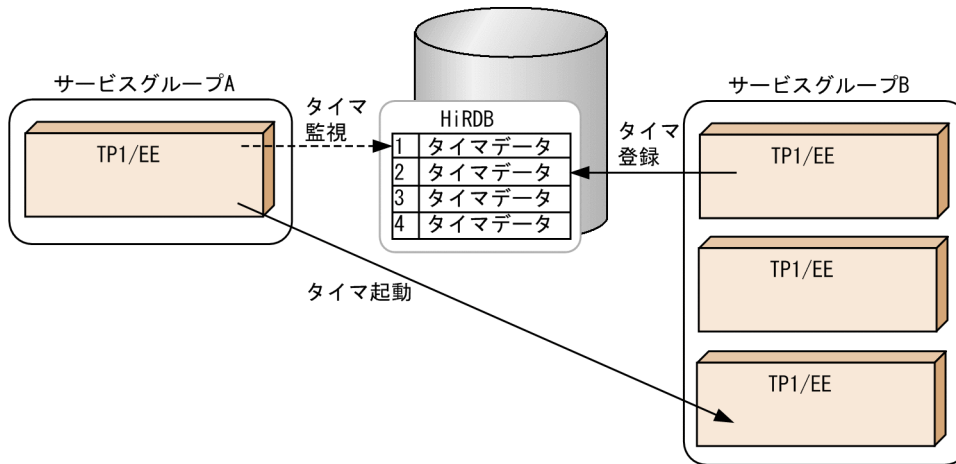 サービスグループA
サービスグループB
タイマ
監視
HiRDB
タイマ
登録
TP1/EE
1 タイマデータ
2 タイマデータ
3 タイマデータ
4 タイマデータ
TP1/EE
TP1/EE
タイマ起動
TP1/EE